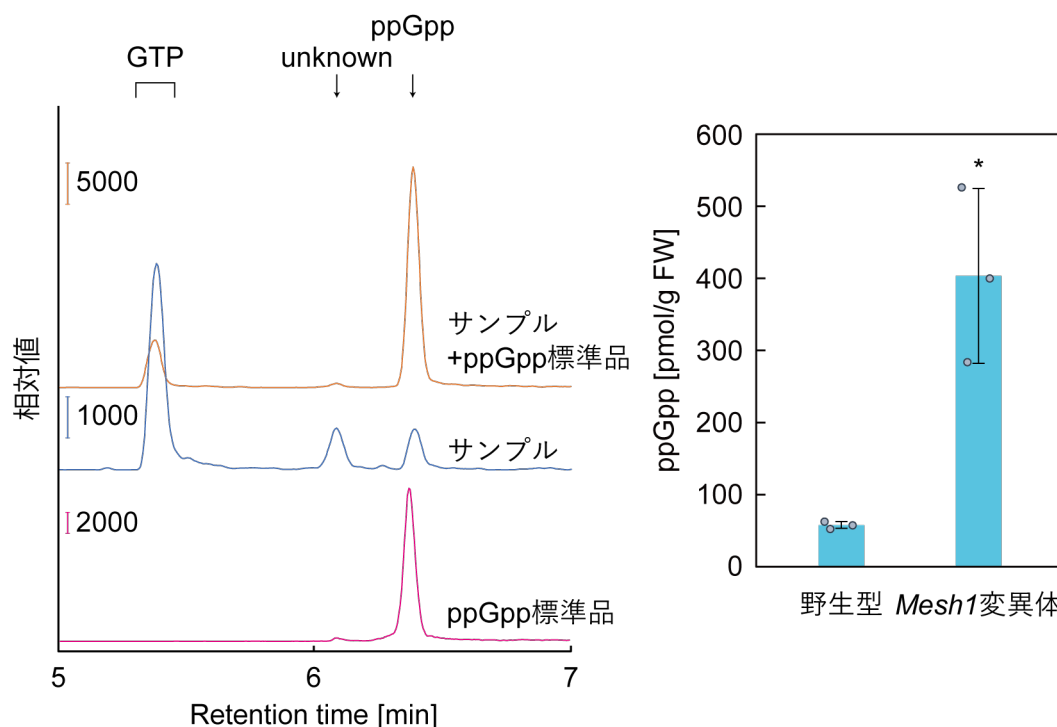 GTP
unknown
ppGpp
5000
サンプル
+ppGpp標準品
1000
サンプル
2000
ppGpp標準品
相対値
5
6
7
Retention time [min]
ppGpp [pmol/g FW]
600
500
400
300
200
100
0
*
野生型
Mesh1変異体